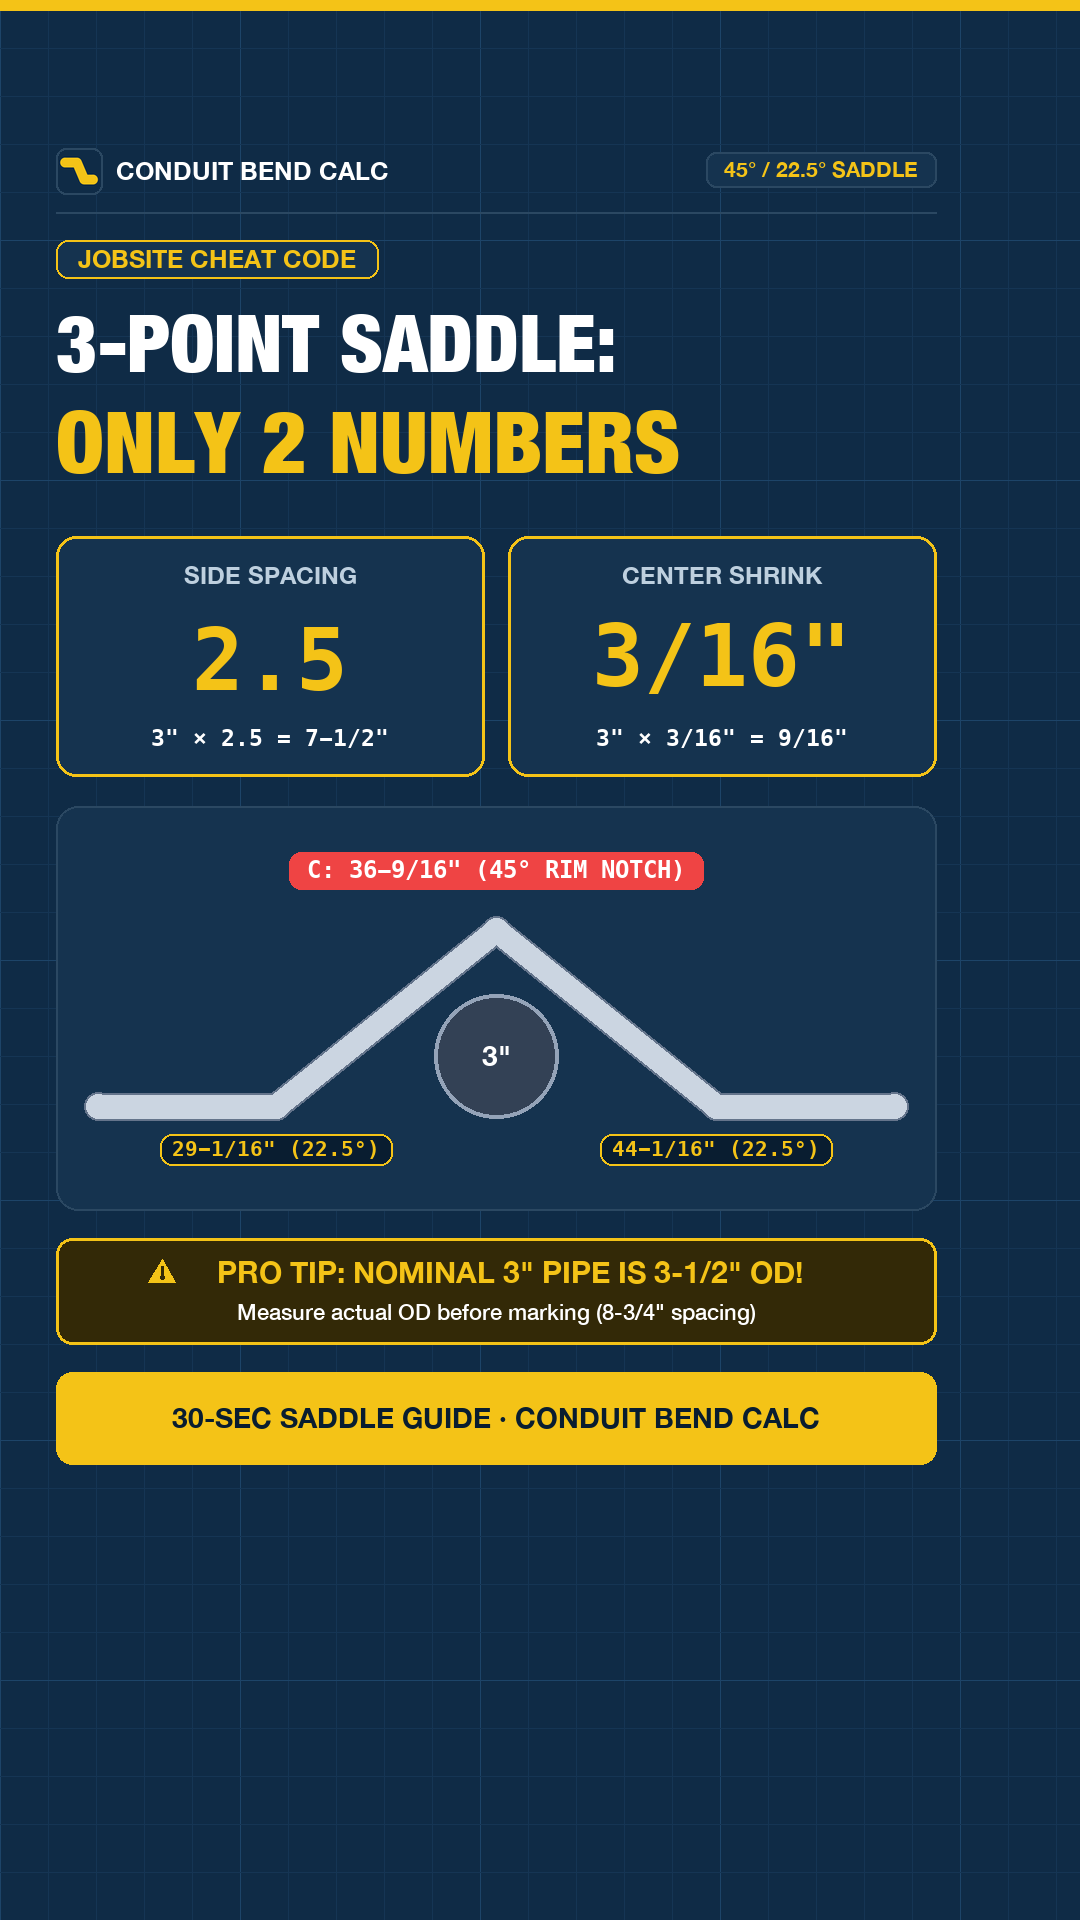 CONDUIT BEND CALC
45° / 22.5° SADDLE
JOBSITE CHEAT CODE
3-POINT SADDLE:
ONLY 2 NUMBERS
SIDE SPACING
2.5
3" × 2.5 = 7–1/2"
CENTER SHRINK
3/16"
3" × 3/16" = 9/16"
C: 36–9/16" (45° RIM NOTCH)
3"
29–1/16" (22.5°)
44–1/16" (22.5°)
PRO TIP: NOMINAL 3" PIPE IS 3-1/2" OD!
Measure actual OD before marking (8-3/4" spacing)
30-SEC SADDLE GUIDE · CONDUIT BEND CALC